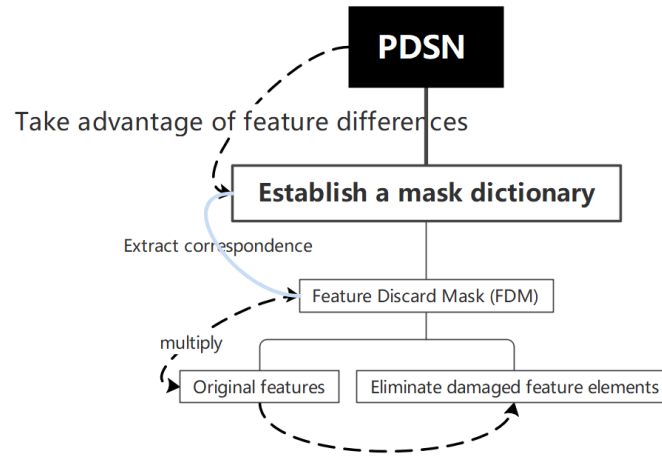 PDSN
Take advantage of feature differences
Establish a mask dictionary
Extract correspondence
Feature Discard Mask (FDM)
multiply
Original features
Eliminate damaged feature elements